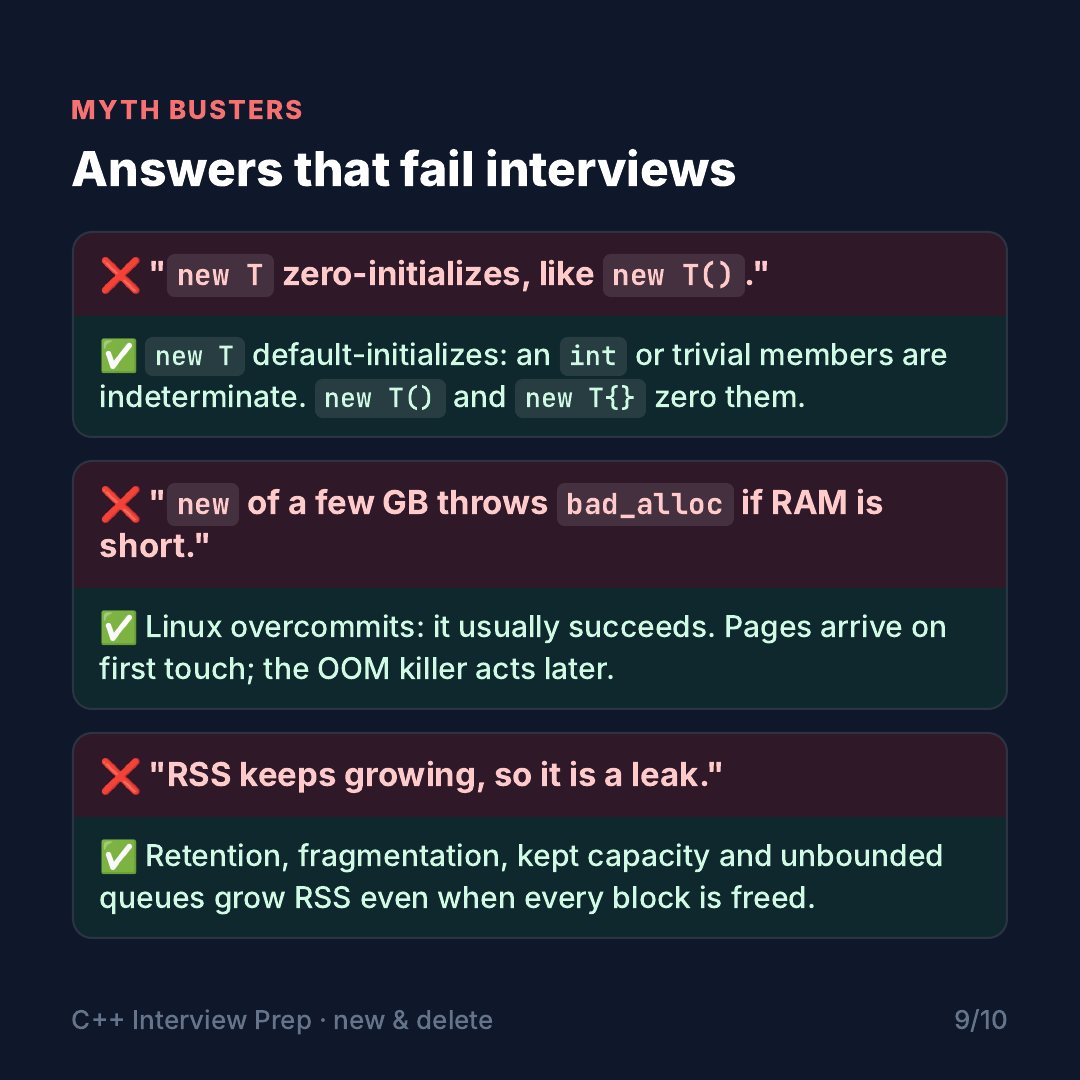 MYTH BUSTERS
Answers that fail interviews
❌ "new T zero-initializes, like new T()."
✅ new T default-initializes: an int or trivial members are
indeterminate. new T() and new T{} zero them.
❌ "new of a few GB throws bad_alloc if RAM is
short."
✅ Linux overcommits: it usually succeeds. Pages arrive on
first touch; the OOM killer acts later.
❌ "RSS keeps growing, so it is a leak."
✅ Retention, fragmentation, kept capacity and unbounded
queues grow RSS even when every block is freed.
C++ Interview Prep · new & delete
9/10